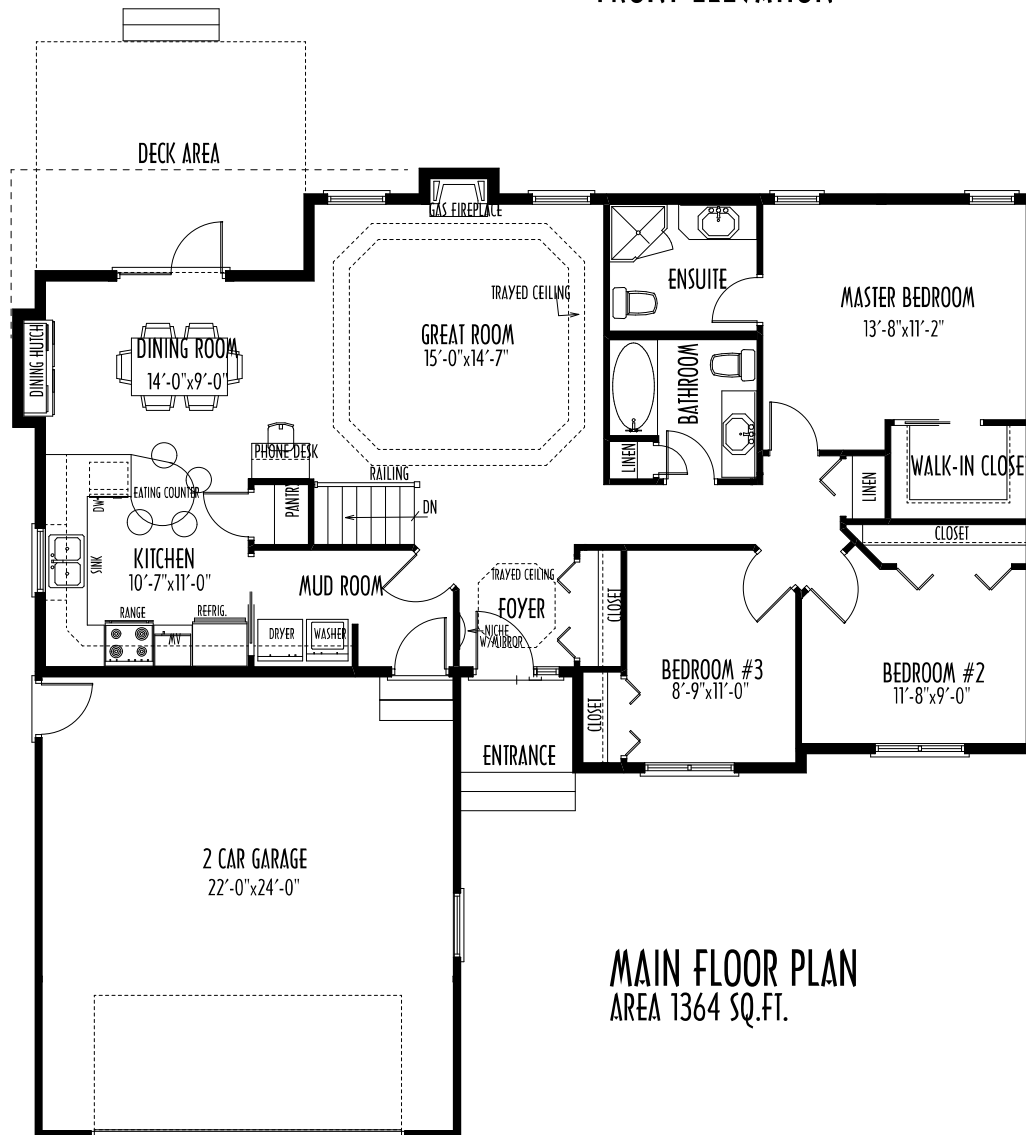 DECK AREA
GAS FIREPLACE
ENSUITE
TRAYED CEILING
MASTER BEDROOM
13'-8"x11'-2"
GREAT ROOM
15'-0"x14'-7"
DINING HUTCH
DINING ROOM
14'-0"x9'-0"
BATHROOM
PHONE DESK
LINEN
RAILING
WALK-IN CLOSE
LINEN
EATING COUNTER
DW
PANTRY
DN
CLOSET
SINK
KITCHEN
10'-7"x11'-0"
MUD ROOM
TRAYED CEILING
FOYER
CLOSET
RANGE
REFRIG.
MV
DRYER
WASHER
NICHE
W/MIRROR
BEDROOM #3
8'-9"x11'-0"
BEDROOM #2
11'-8"x9'-0"
CLOSET
ENTRANCE
2 CAR GARAGE
22'-0"x24'-0"
MAIN FLOOR PLAN
AREA 1364 SQ.FT.